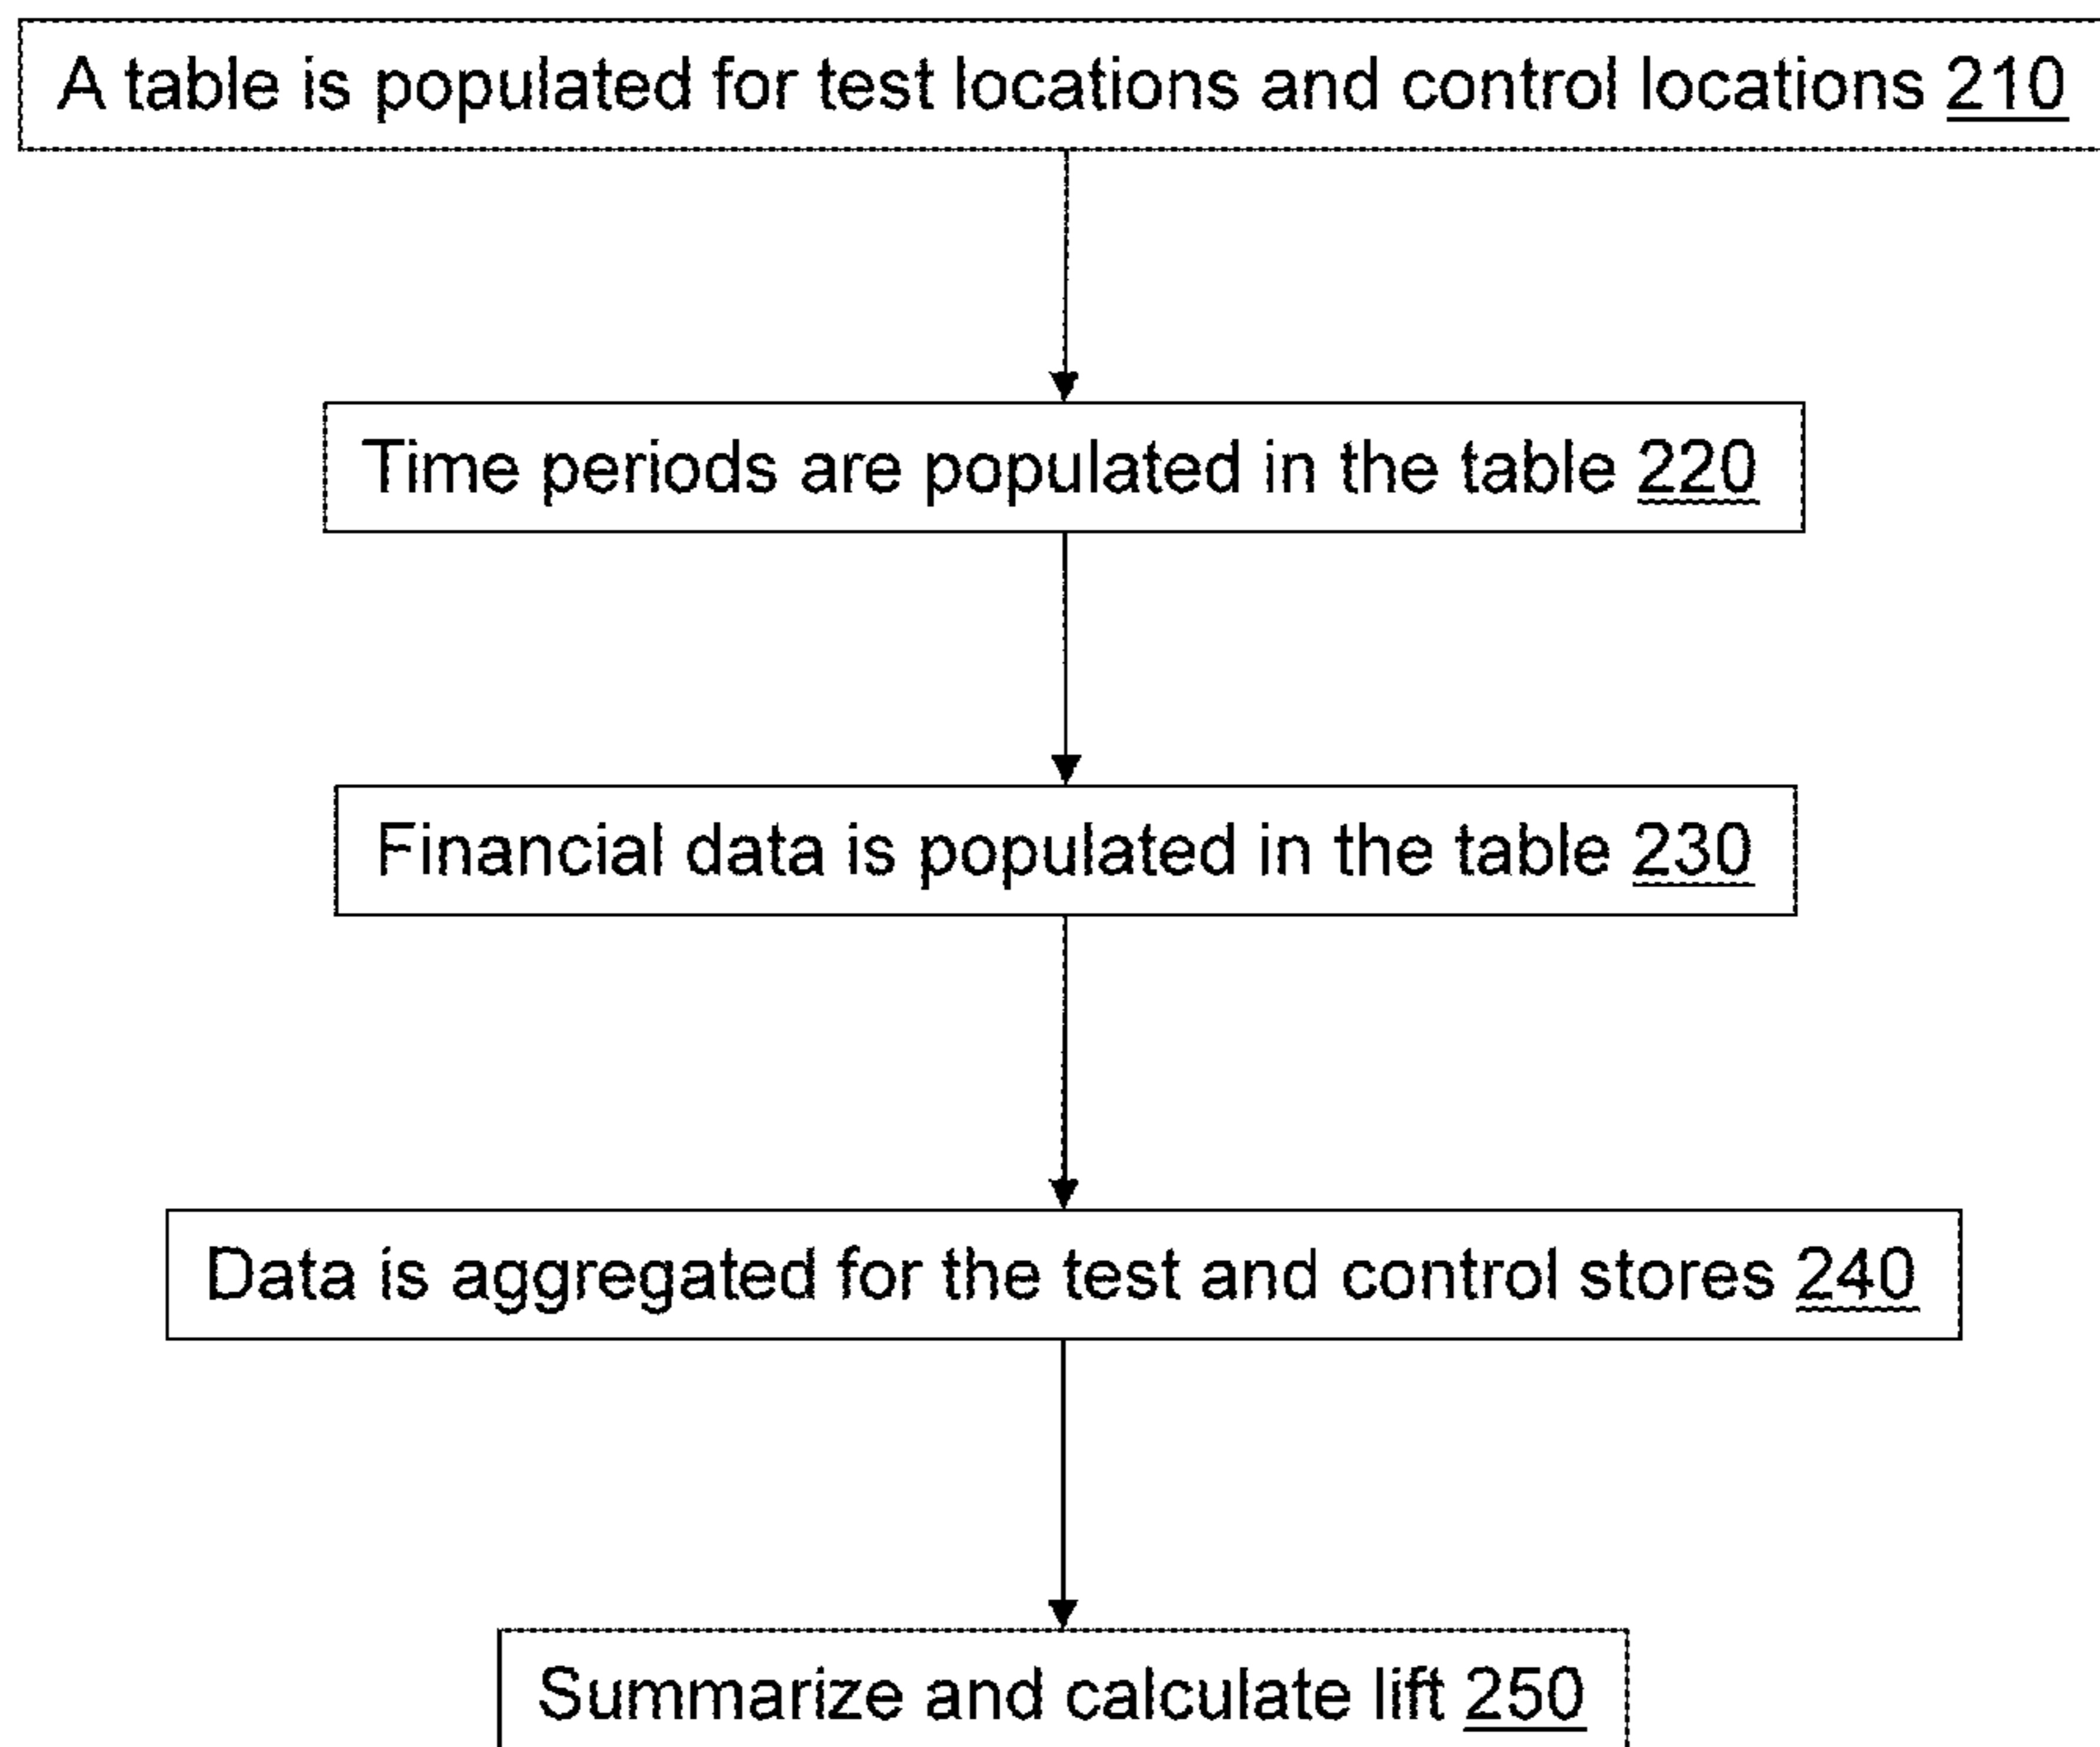 A table is populated for test locations and control locations 210
Time periods are populated in the table 220
Financial data is populated in the table 230
Data is aggregated for the test and control stores 240
Summarize and calculate lift 250